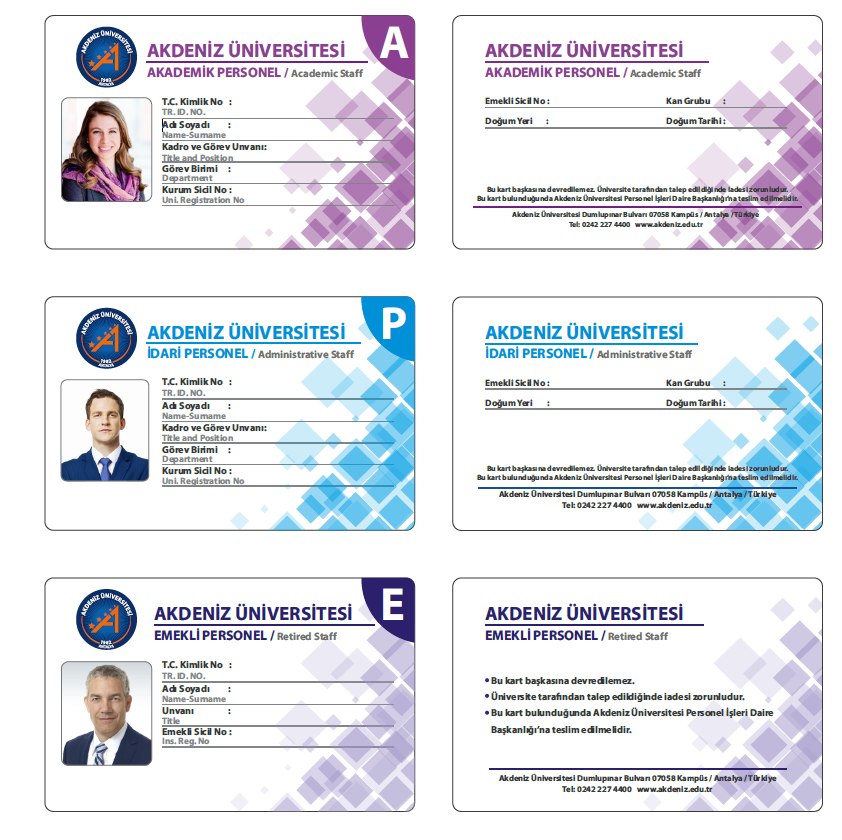 AKDENİZ ÜNİVERSİTESİ
1982
ANTALYA
AKDENİZ ÜNİVERSİTESİ
A
AKADEMİK PERSONEL / Academic Staff
T.C. Kimlik No :
TR. ID. NO.
Adı Soyadı :
Name-Surname
Kadro ve Görev Unvanı:
Title and Position
Görev Birimi :
Department
Kurum Sicil No :
Uni. Registration No
AKDENİZ ÜNİVERSİTESİ
AKADEMİK PERSONEL / Academic Staff
Emekli Sicil No : Kan Grubu :
Doğum Yeri : Doğum Tarihi :
Bu kart başkasına devredilemez. Üniversite tarafından talep edildiğinde iadesi zorunludur.
Bu kart bulunduğunda Akdeniz Üniversitesi Personel İşleri Daire Başkanlığı'na teslim edilmelidir.
Akdeniz Üniversitesi Dumlupınar Bulvarı 07058 Kampüs / Antalya / Türkiye
Tel: 0242 227 4400 www.akdeniz.edu.tr
AKDENİZ ÜNİVERSİTESİ
1982
ANTALYA
AKDENİZ ÜNİVERSİTESİ
P
İDARİ PERSONEL / Administrative Staff
T.C. Kimlik No :
TR. ID. NO.
Adı Soyadı :
Name-Surname
Kadro ve Görev Unvanı:
Title and Position
Görev Birimi :
Department
Kurum Sicil No :
Uni. Registration No
AKDENİZ ÜNİVERSİTESİ
İDARİ PERSONEL / Administrative Staff
Emekli Sicil No : Kan Grubu :
Doğum Yeri : Doğum Tarihi :
Bu kart başkasına devredilemez. Üniversite tarafından talep edildiğinde iadesi zorunludur.
Bu kart bulunduğunda Akdeniz Üniversitesi Personel İşleri Daire Başkanlığı'na teslim edilmelidir.
Akdeniz Üniversitesi Dumlupınar Bulvarı 07058 Kampüs / Antalya / Türkiye
Tel: 0242 227 4400 www.akdeniz.edu.tr
AKDENİZ ÜNİVERSİTESİ
1982
ANTALYA
AKDENİZ ÜNİVERSİTESİ
E
EMEKLİ PERSONEL / Retired Staff
T.C. Kimlik No :
TR. ID. NO.
Adı Soyadı :
Name-Surname
Unvanı :
Title
Emekli Sicil No :
Ins. Reg. No
AKDENİZ ÜNİVERSİTESİ
EMEKLİ PERSONEL / Retired Staff
• Bu kart başkasına devredilemez.
• Üniversite tarafından talep edikldiğinde iadesi zorunludur.
• Bu kart bulunduğunda Akdeniz Üniversitesi Personel İşleri Daire
Başkanlığı'na teslim edilmelidir.
Akdeniz Üniversitesi Dumlupınar Bulvarı 07058 Kampüs / Antalya / Türkiye
Tel: 0242 227 4400 www.akdeniz.edu.tr